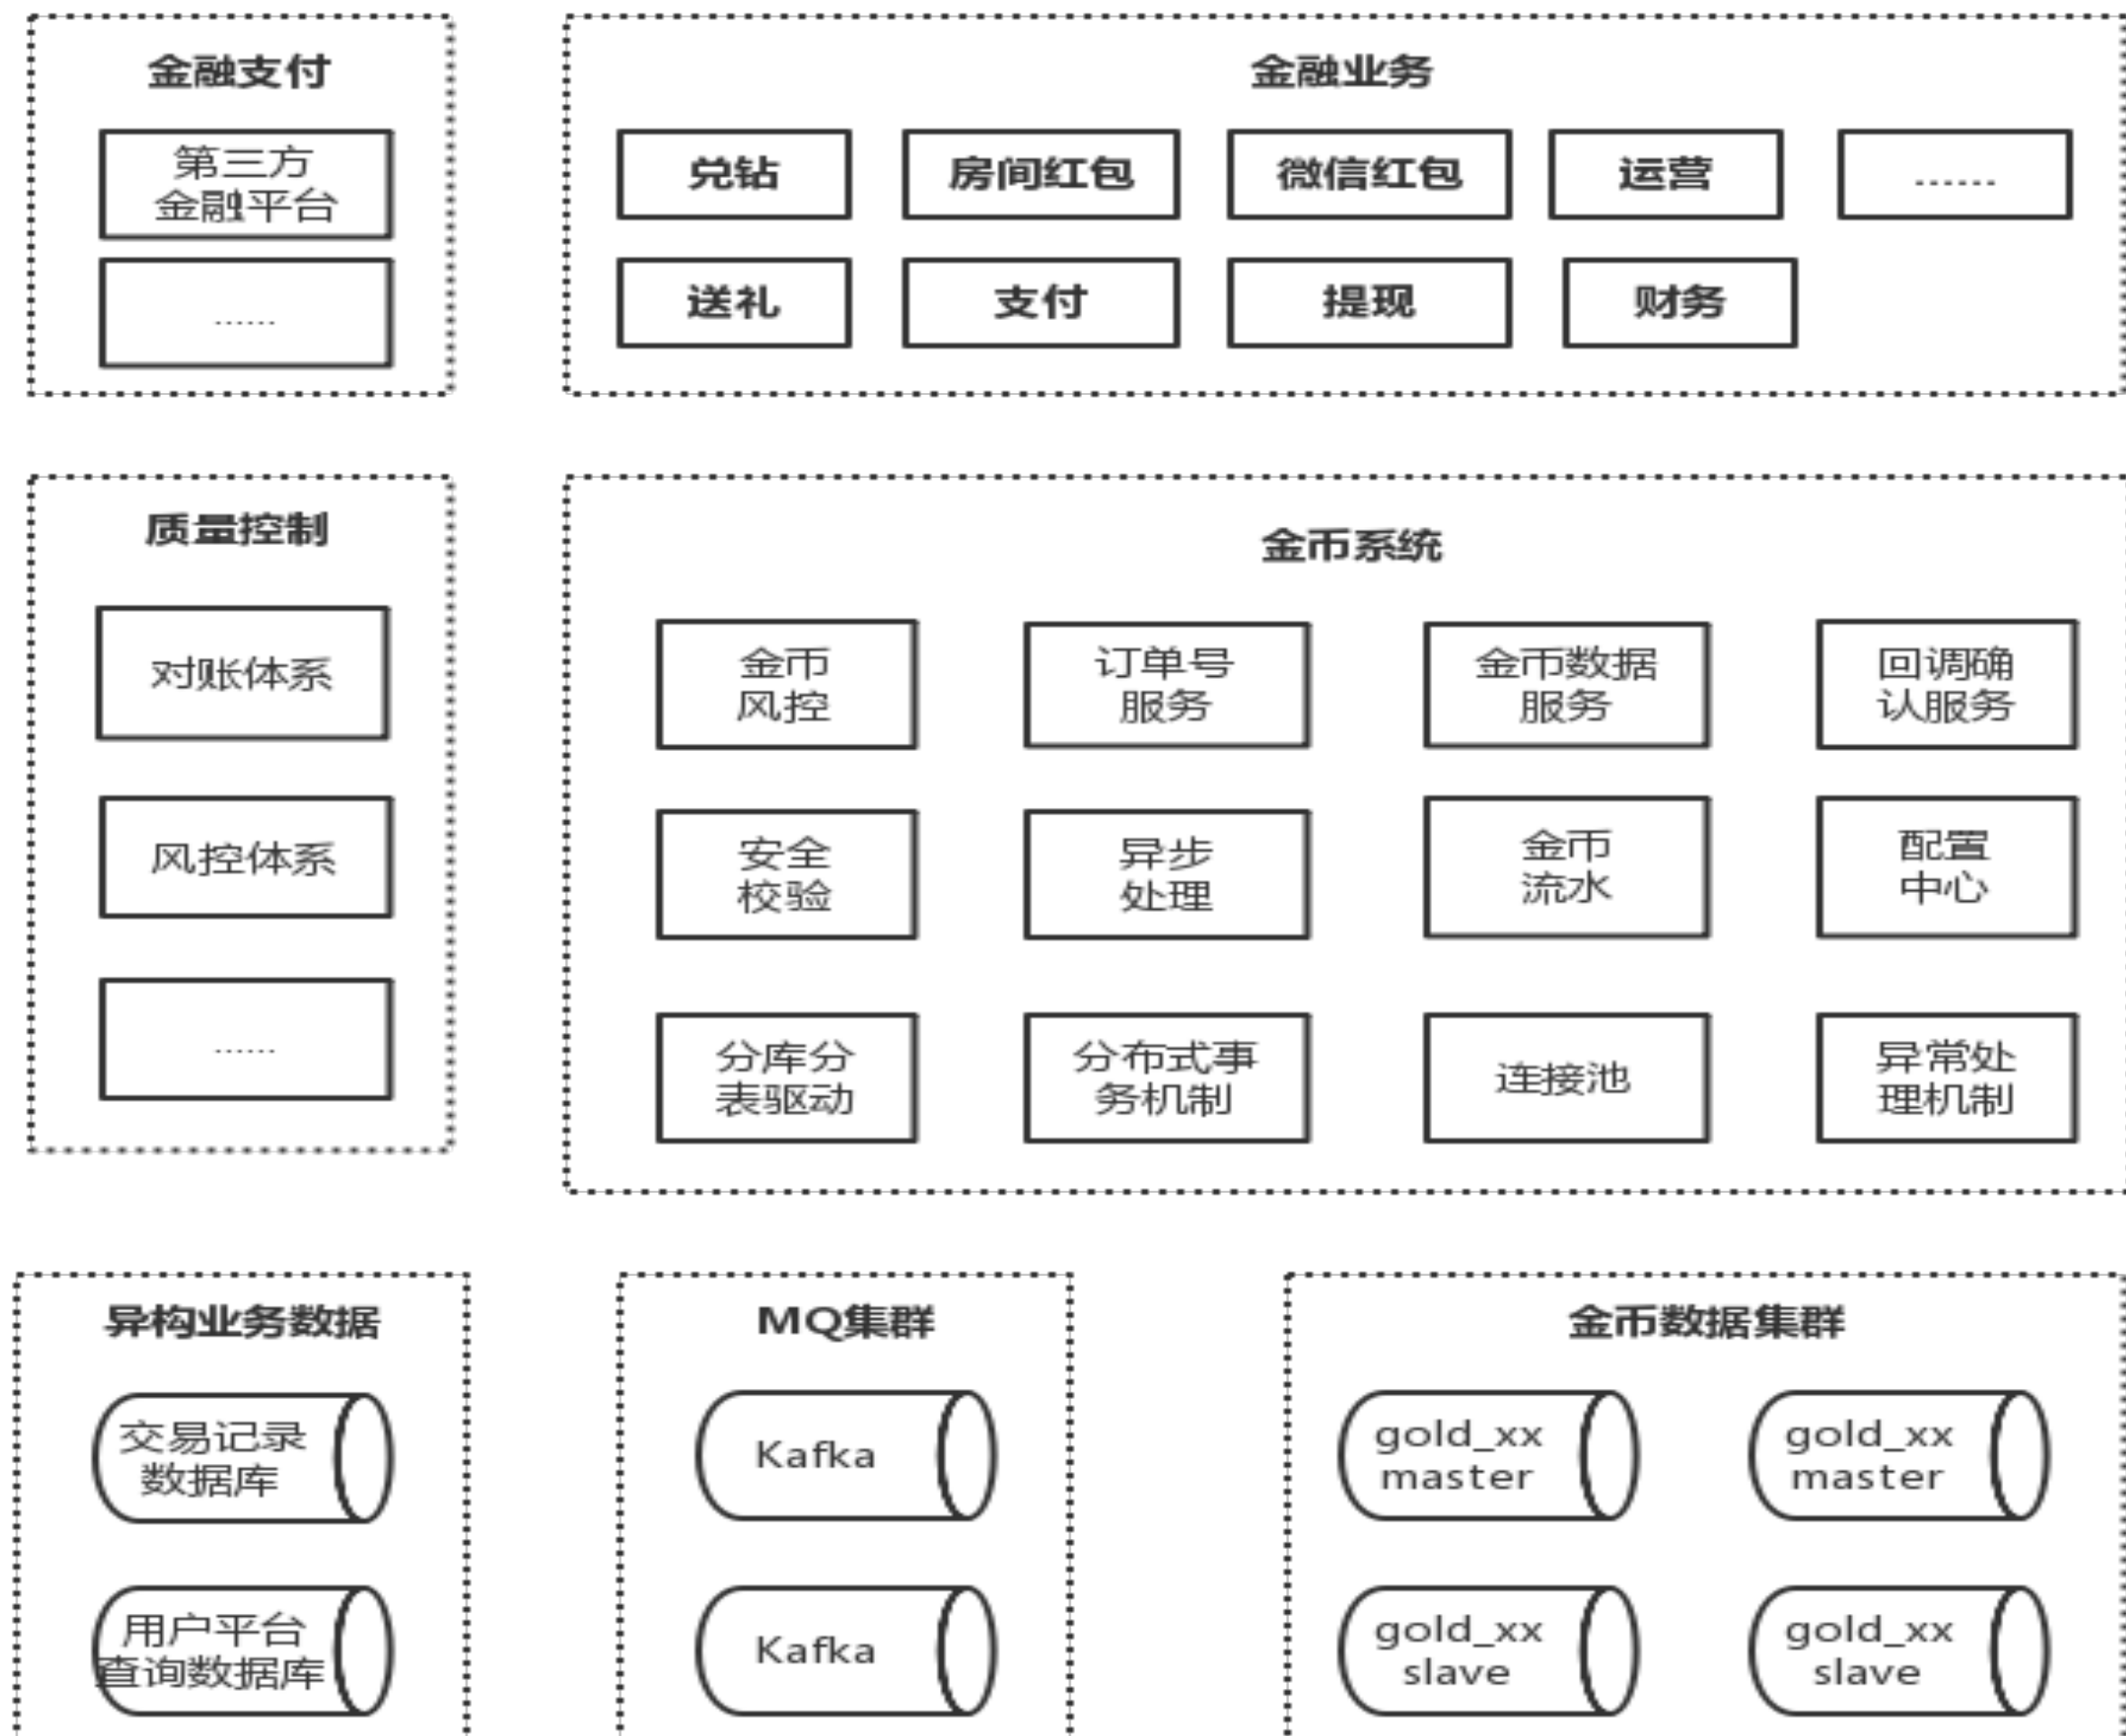 金融支付
第三方
金融平台
......
金融业务
兑钻
房间红包
微信红包
运营
......
送礼
支付
提现
财务
质量控制
对账体系
风控体系
......
金币系统
金币
风控
订单号
服务
金币数据
服务
回调确
认服务
安全
校验
异步
处理
金币
流水
配置
中心
分库分
表驱动
分布式事
务机制
连接池
异常处
理机制
异构业务数据
交易记录
数据库
用户平台
查询数据库
MQ集群
Kafka
Kafka
金币数据集群
gold_xx
master
gold_xx
master
gold_xx
slave
gold_xx
slave